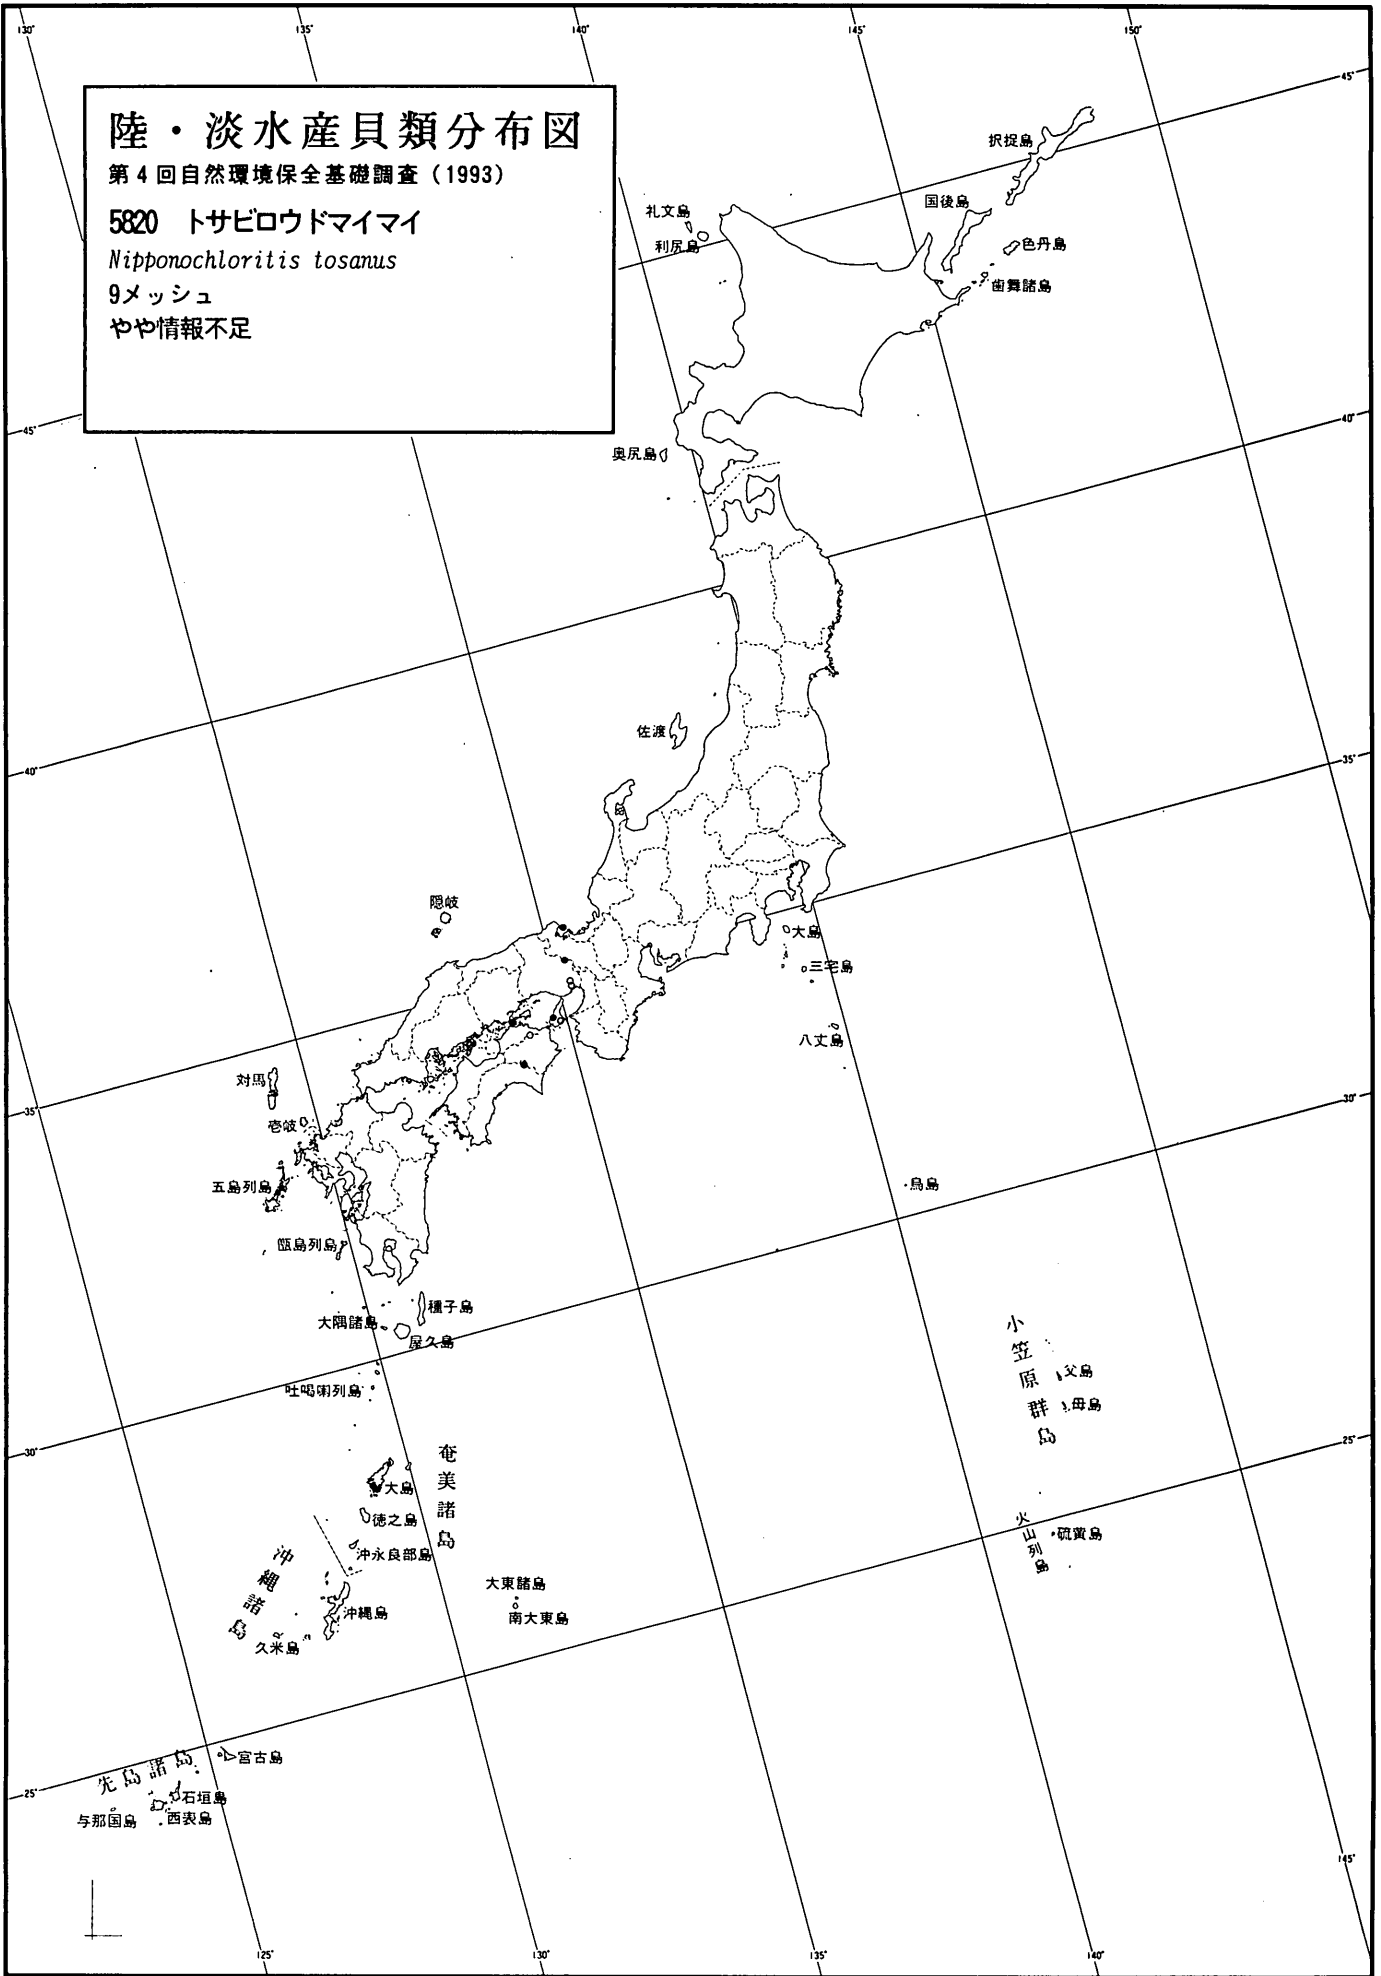 130°
135°
140°
145°
150°
45°
陸・淡水産貝類分布図
第4回自然環境保全基礎調査（1993）
5820 トサビロウドマイマイ
Nipponochloritis tosanus
9メッシュ
やや情報不足
択捉島
国後島
色丹島
歯舞諸島
礼文島
利尻島
45°
40°
奥尻島
佐渡
40°
35°
隠岐
大島
三宅島
八丈島
対馬
壱岐
35°
30°
五島列島
鳥島
甑島列島
種子島
大隅諸島
屋久島
吐噶喇列島
小笠原群島
父島
母島
30°
25°
奄美諸島
大島
徳之島
沖永良部島
火山列島
硫黄島
沖縄諸島
沖縄島
久米島
大東諸島
南大東島
先島諸島
宮古島
石垣島
西表島
与那国島
25°
145°
125°
130°
135°
140°